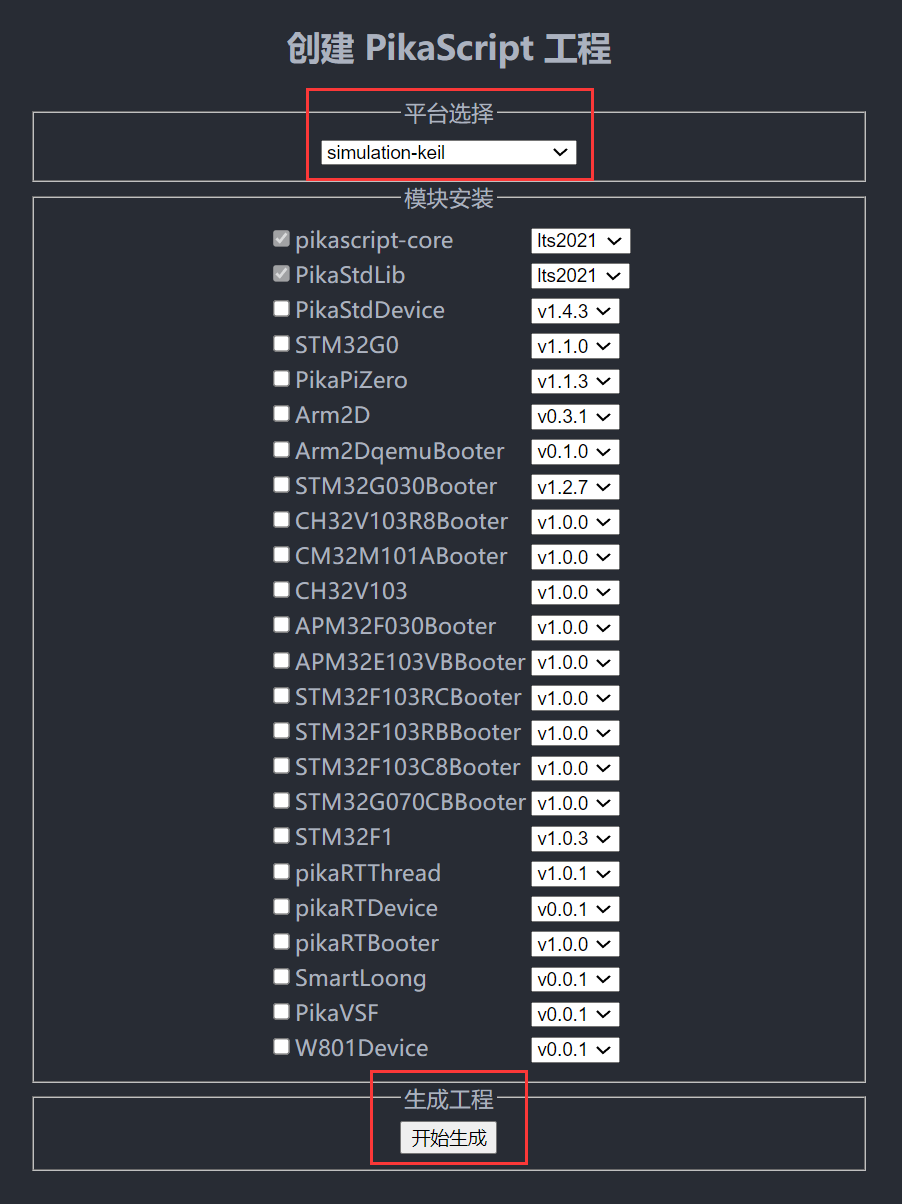 创建 PikaScript 工程
平台选择
simulation-keil
模块安装
pikascript-core lts2021
PikaStdLib lts2021
PikaStdDevice v1.4.3
STM32G0 v1.1.0
PikaPiZero v1.1.3
Arm2D v0.3.1
Arm2DqemuBooter v0.1.0
STM32G030Booter v1.2.7
CH32V103R8Booter v1.0.0
CM32M101ABooter v1.0.0
CH32V103 v1.0.0
APM32F030Booter v1.0.0
APM32E103VBBooter v1.0.0
STM32F103RCBooter v1.0.0
STM32F103RBBooter v1.0.0
STM32F103C8Booter v1.0.0
STM32G070CBBooter v1.0.0
STM32F1 v1.0.3
pikaRTThread v1.0.1
pikaRTDevice v0.0.1
pikaRTBooter v1.0.0
SmartLoong v0.0.1
PikaVSF v0.0.1
W801Device v0.0.1
生成工程
开始生成